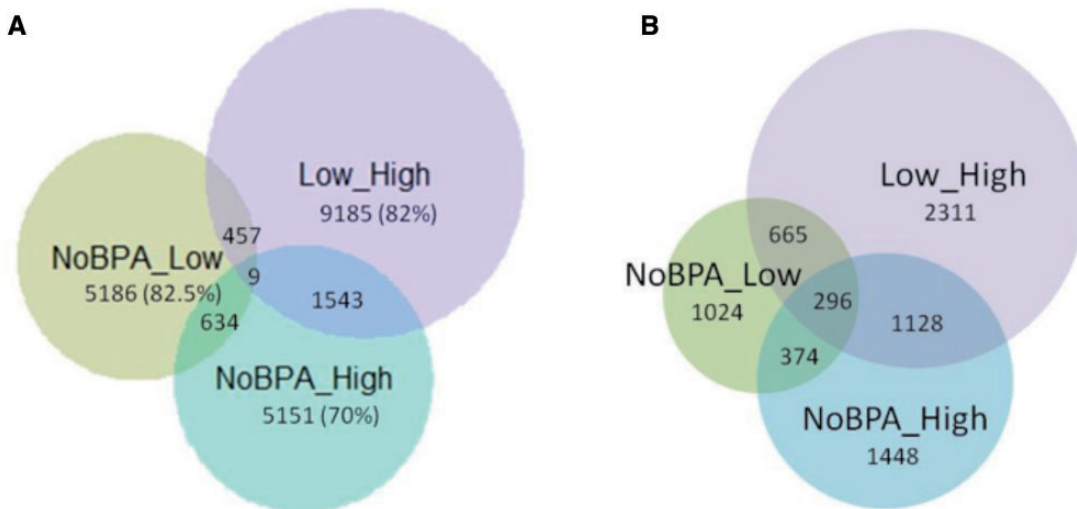 A
Low_High
9185 (82%)
457
NoBPA_Low
5186 (82.5%)
9
1543
634
NoBPA_High
5151 (70%)
B
Low_High
2311
665
NoBPA_Low
1024
296
1128
374
NoBPA_High
1448